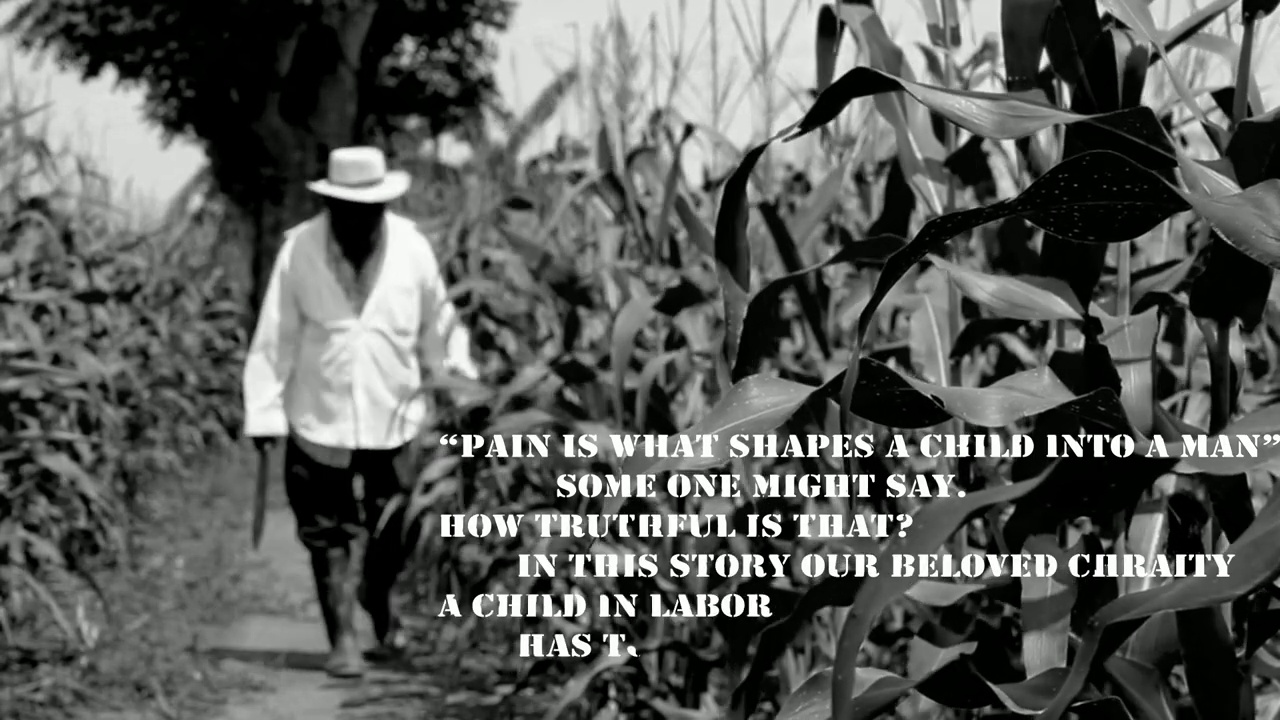 “PAIN IS WHAT SHAPES A CHILD INTO A MAN”
SOME ONE MIGHT SAY.
HOW TRUTHFUL IS THAT?
IN THIS STORY OUR BELOVED CHRAITY
A CHILD IN LABOR
HAS